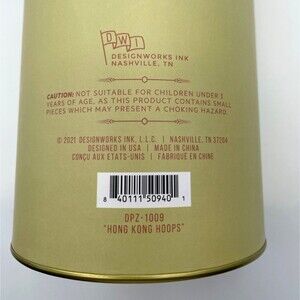 DWI
DESIGNWORKS INK
NASHVILLE, TN
CAUTION: NOT SUITABLE FOR CHILDREN UNDER 3
YEARS OF AGE, AS THIS PRODUCT CONTAINS SMALL
PIECES WHICH MAY PRESENT A CHOKING HAZARD.
© 2021 DESIGNWORKS INK, L.L.C. | NASHVILLE, TN 37204
DESIGNED IN USA | MADE IN CHINA
CONÇU AUX ETATS-UNIS | FABRIQUE EN CHINE
8 40111 50940 1
DPZ-1009
"HONG KONG HOOPS"